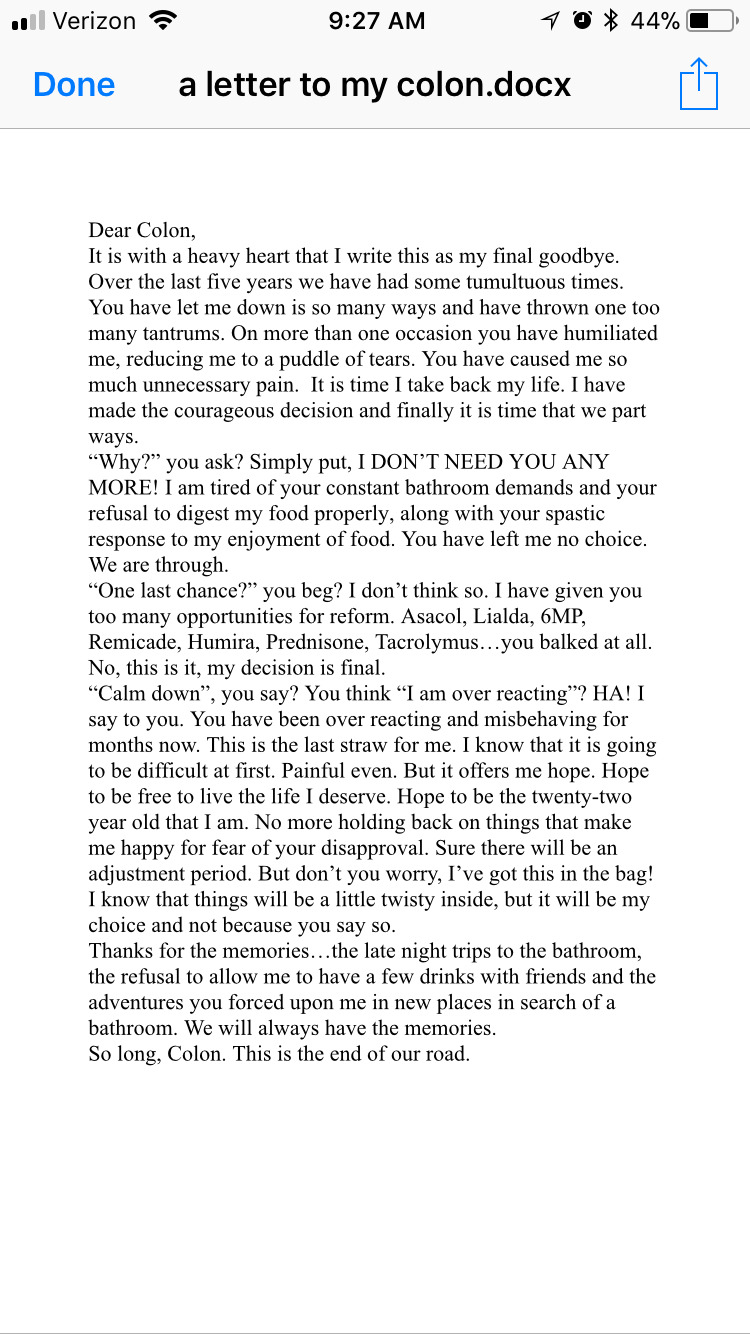 Verizon 9:27 AM 44%
Done a letter to my colon.docx
Dear Colon,
It is with a heavy heart that I write this as my final goodbye.
Over the last five years we have had some tumultuous times.
You have let me down is so many ways and have thrown one too
many tantrums. On more than one occasion you have humiliated
me, reducing me to a puddle of tears. You have caused me so
much unnecessary pain.  It is time I take back my life. I have
made the courageous decision and finally it is time that we part
ways.
“Why?” you ask? Simply put, I DON’T NEED YOU ANY
MORE! I am tired of your constant bathroom demands and your
refusal to digest my food properly, along with your spastic
response to my enjoyment of food. You have left me no choice.
We are through.
“One last chance?” you beg? I don’t think so. I have given you
too many opportunities for reform. Asacol, Lialda, 6MP,
Remicade, Humira, Prednisone, Tacrolymus…you balked at all.
No, this is it, my decision is final.
“Calm down”, you say? You think “I am over reacting”? HA! I
say to you. You have been over reacting and misbehaving for
months now. This is the last straw for me. I know that it is going
to be difficult at first. Painful even. But it offers me hope. Hope
to be free to live the life I deserve. Hope to be the twenty-two
year old that I am. No more holding back on things that make
me happy for fear of your disapproval. Sure there will be an
adjustment period. But don’t you worry, I’ve got this in the bag!
I know that things will be a little twisty inside, but it will be my
choice and not because you say so.
Thanks for the memories…the late night trips to the bathroom,
the refusal to allow me to have a few drinks with friends and the
adventures you forced upon me in new places in search of a
bathroom. We will always have the memories.
So long, Colon. This is the end of our road.